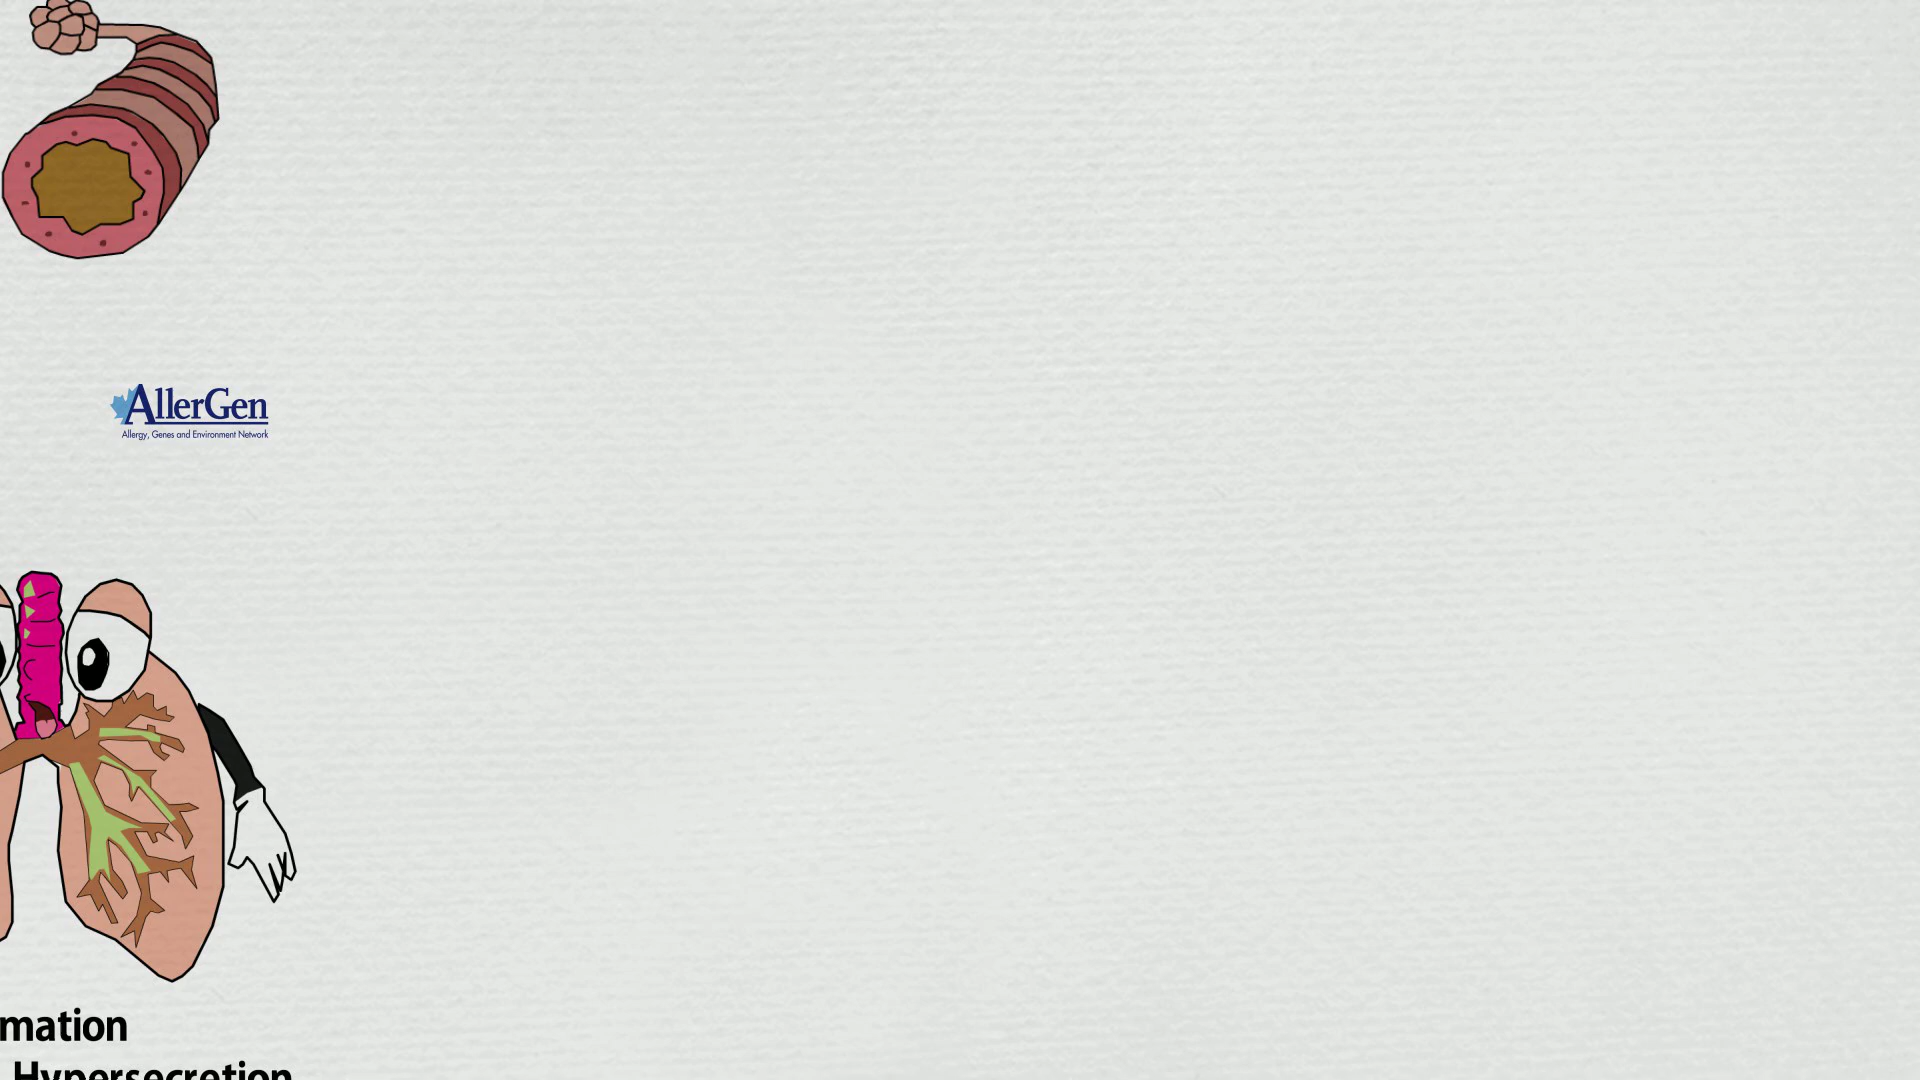 AllerGen
Allergy, Genes and Environment Network
mation
Hypersecretion